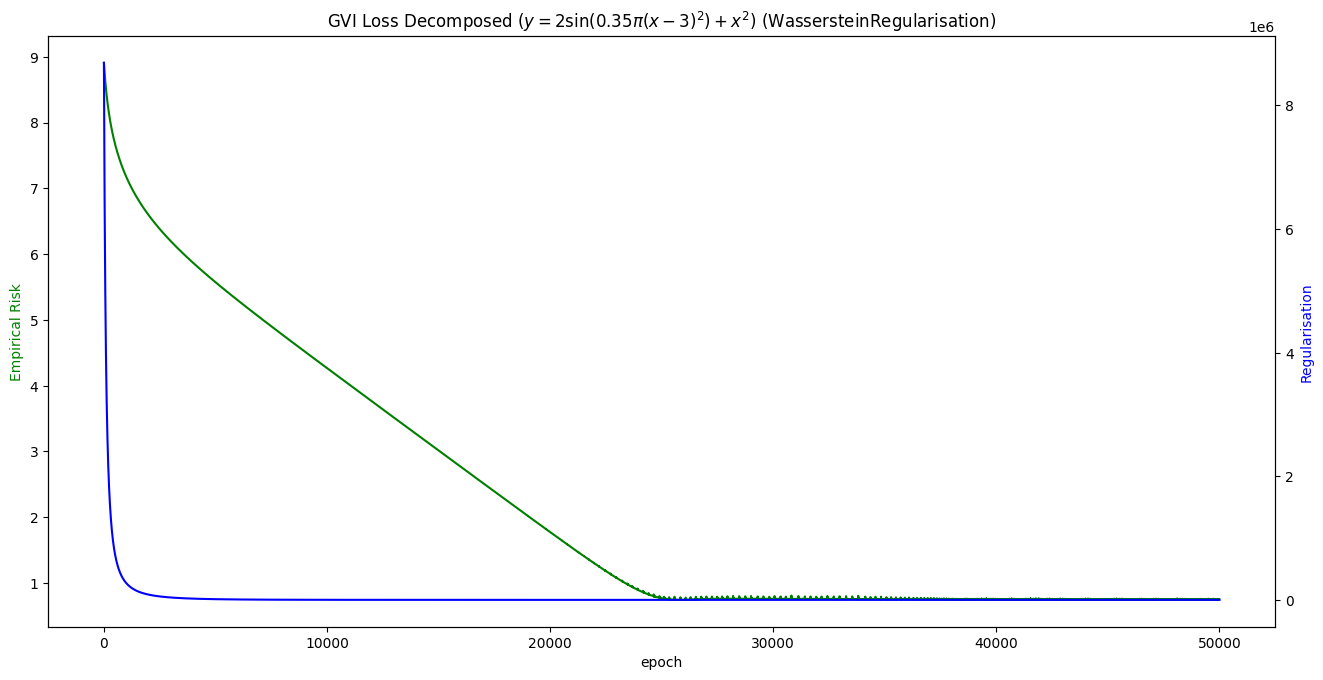 GVI Loss Decomposed (y = 2sin(0.35π(x − 3)²) + x²) (WassersteinRegularisation)
1e6
9
8
7
6
5
4
3
2
1
Empirical Risk
8
6
4
2
0
Regularisation
0 10000 20000 30000 40000 50000
epoch